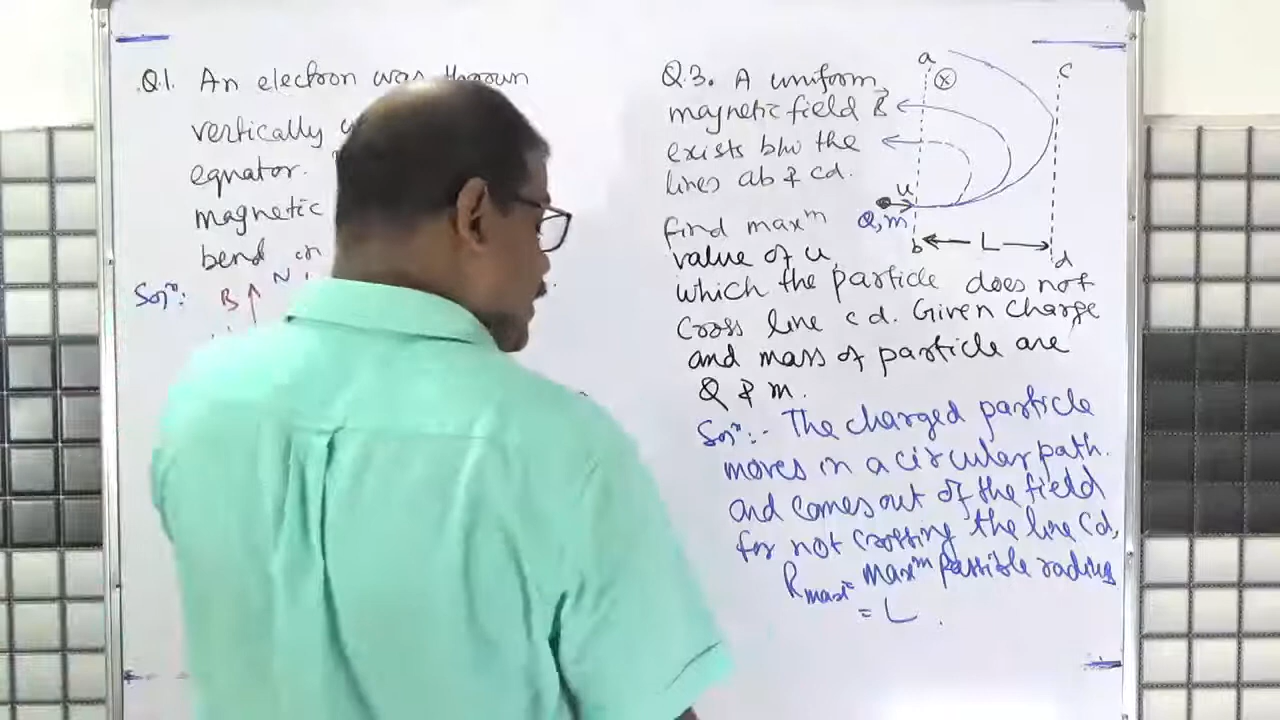 Q.1. An electron was thrown
vertically
equator.
magnetic
bend in
Solⁿ:
B N
Q.3. A uniform
magnetic field B⃗
exists b/w the
lines ab & cd.
find maxᵐ
value of u
which the particle does not
cross line cd. Given charge
and mass of particle are
Q & m.
a
⊗
c
u
Q, m
b
L
d
Solⁿ:- The charged particle
moves in a circular path.
and comes out of the field
for not crossing the line cd,
Rmax = maxᵐ possible radius
= L.